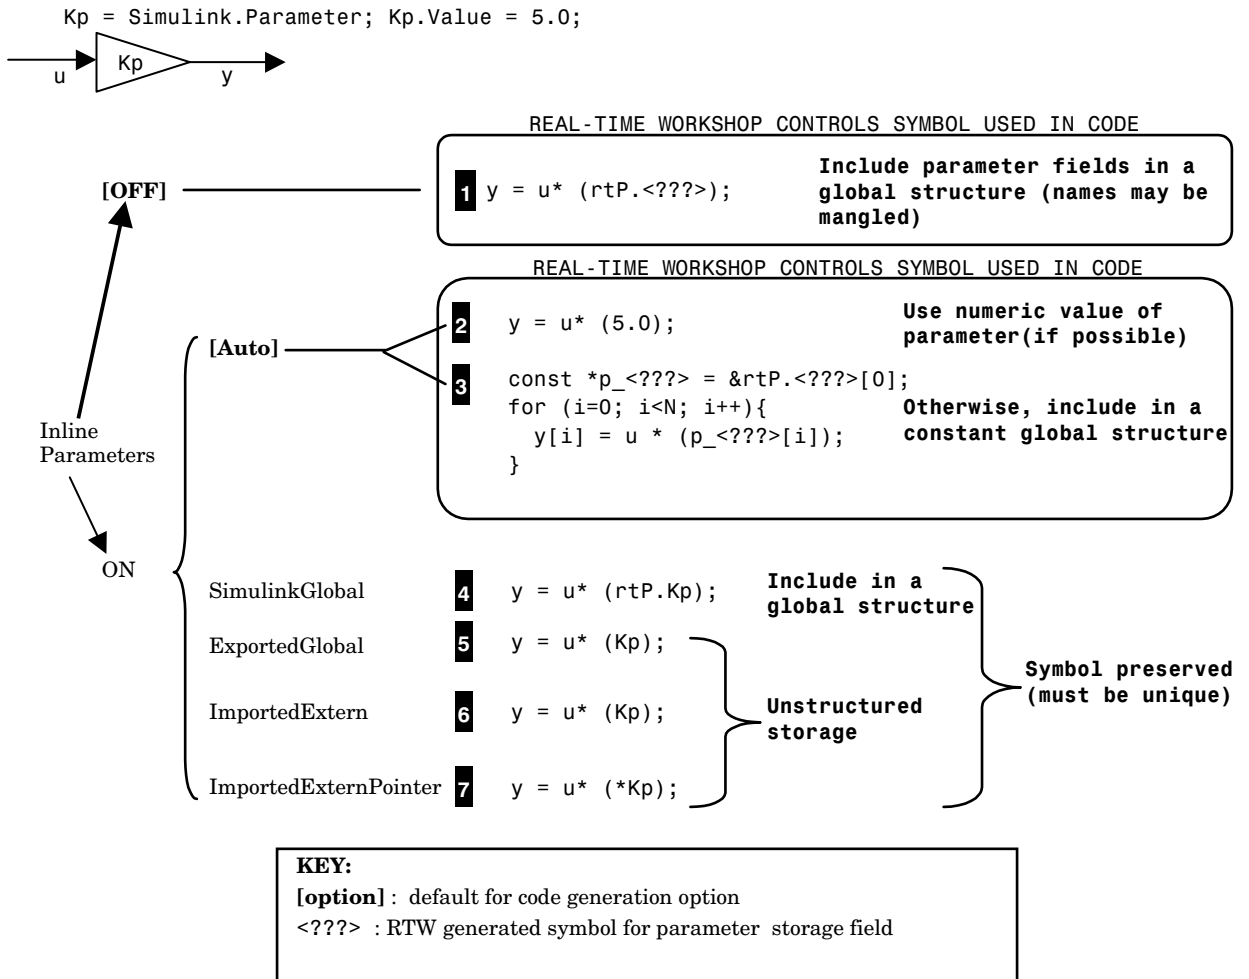 Kp = Simulink.Parameter; Kp.Value = 5.0;
Kp
u
y
REAL-TIME WORKSHOP CONTROLS SYMBOL USED IN CODE
[OFF]
1 y = u* (rtP.<???>);
Include parameter fields in a
global structure (names may be
mangled)
REAL-TIME WORKSHOP CONTROLS SYMBOL USED IN CODE
[Auto]
2 y = u* (5.0);
Use numeric value of
parameter(if possible)
3 const *p_<???> = &rtP.<???>[0];
for (i=0; i<N; i++){
y[i] = u * (p_<???>[i]);
}
Otherwise, include in a
constant global structure
Inline
Parameters
ON
SimulinkGlobal 4 y = u* (rtP.Kp);
Include in a
global structure
ExportedGlobal 5 y = u* (Kp);
ImportedExtern 6 y = u* (Kp);
Unstructured
storage
Symbol preserved
(must be unique)
ImportedExternPointer 7 y = u* (*Kp);
KEY:
[option] : default for code generation option
<???> : RTW generated symbol for parameter storage field